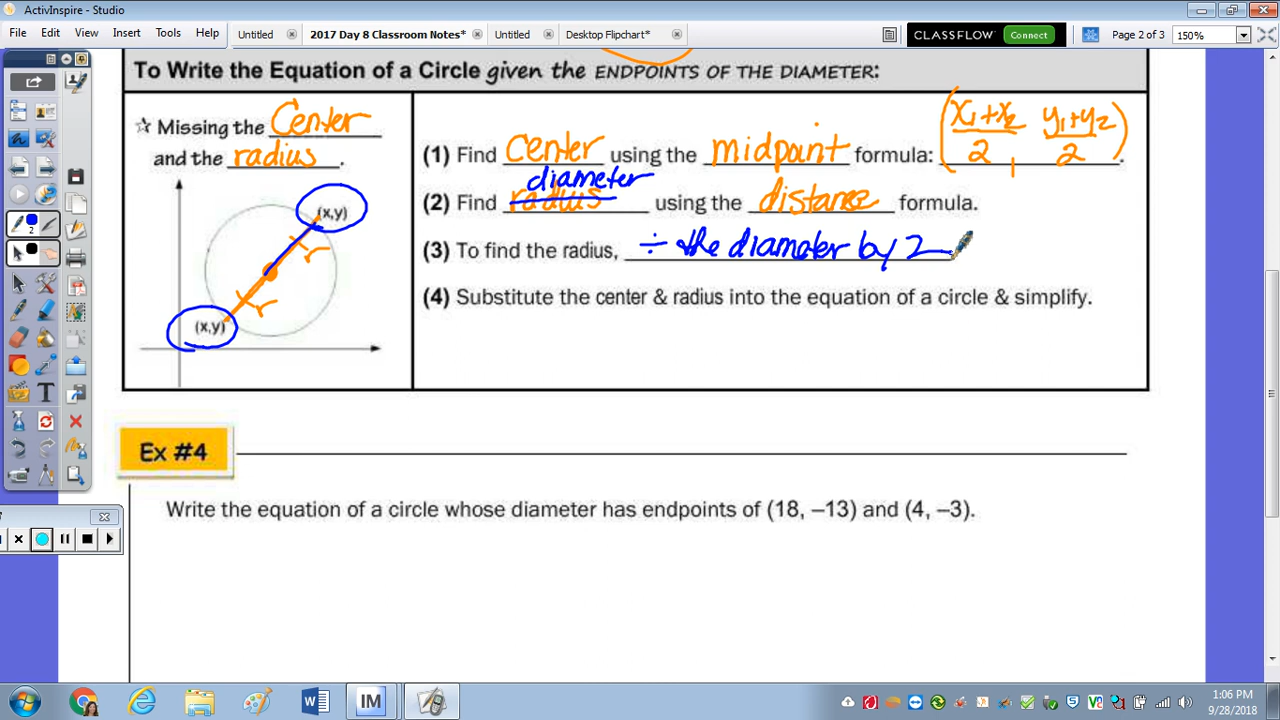 ActivInspire - Studio
File Edit View Insert Tools Help Untitled 2017 Day 8 Classroom Notes* Untitled Desktop Flipchart* CLASSFLOW Connect Page 2 of 3 150%
To Write the Equation of a Circle given the ENDPOINTS OF THE DIAMETER:
☆ Missing the Center
and the radius.
(x,y)
r
r
(x,y)
(1) Find center using the midpoint formula: (x₁+x₂/2, y₁+y₂/2).
diameter
(2) Find radius using the distance formula.
(3) To find the radius, ÷ the diameter by 2
(4) Substitute the center & radius into the equation of a circle & simplify.
Ex #4
Write the equation of a circle whose diameter has endpoints of (18, –13) and (4, –3).
2
T
IM
1:06 PM
9/28/2018